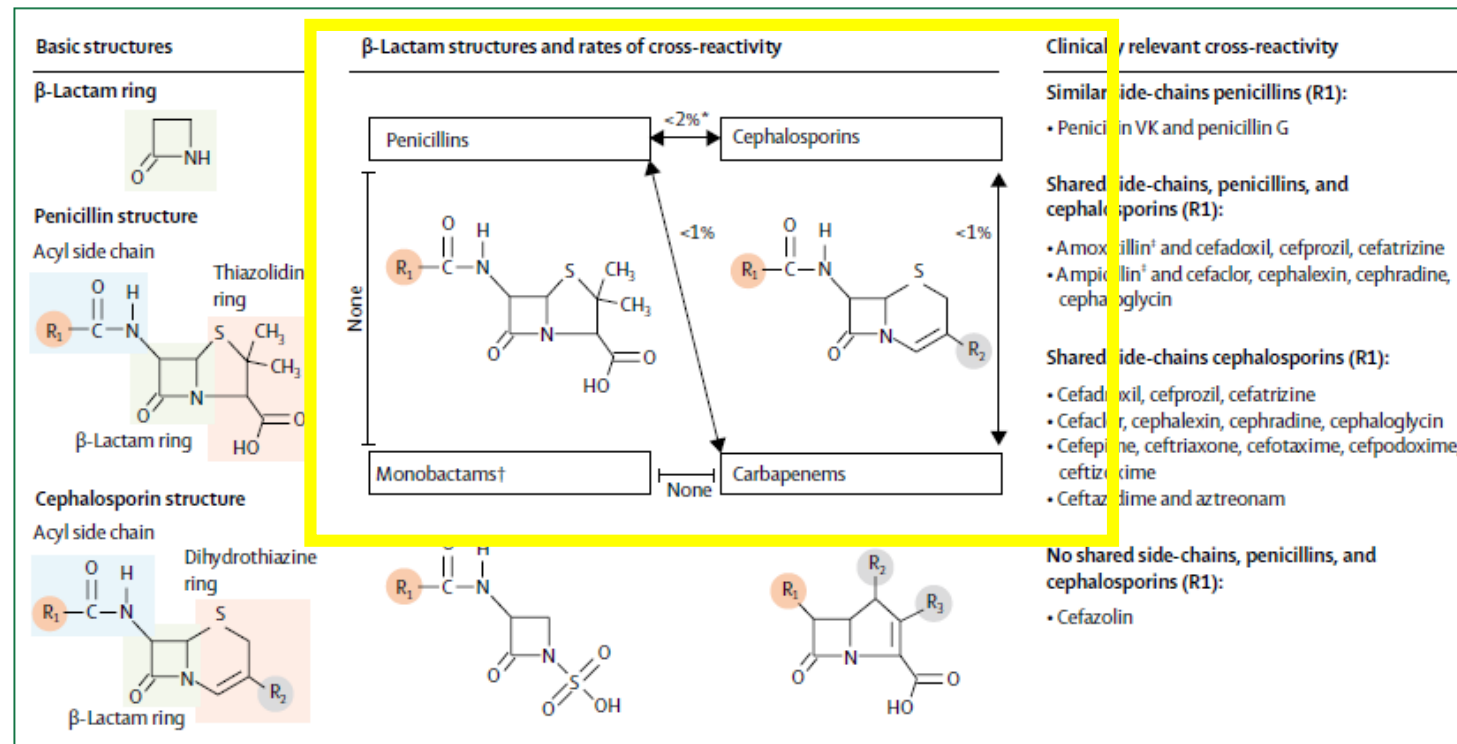 Basic structures
β-Lactam ring
O
NH
Penicillin structure
Acyl side chain
Thiazolidin
ring
O
H
R1
C
N
S
CH3
CH3
N
O
O
HO
β-Lactam ring
Cephalosporin structure
Acyl side chain
Dihydrothiazine
ring
O
H
R1
C
N
S
N
O
R2
β-Lactam ring
β-Lactam structures and rates of cross-reactivity
Penicillins
<2%*
Cephalosporins
None
<1%
<1%
O
H
R1
C
N
S
CH3
CH3
N
O
O
HO
O
H
R1
C
N
S
N
O
R2
Monobactams†
None
Carbapenems
H
R1
C
N
O
N
O
S
O
OH
R2
R1
R3
O
N
O
HO
Clinically relevant cross-reactivity
Similar side-chains penicillins (R1):
• Penicillin VK and penicillin G
Shared side-chains, penicillins, and
cephalosporins (R1):
• Amoxicillin‡ and cefadoxil, cefprozil, cefatrizine
• Ampicillin‡ and cefaclor, cephalexin, cephradine,
cephaloglycin
Shared side-chains cephalosporins (R1):
• Cefadroxil, cefprozil, cefatrizine
• Cefaclor, cephalexin, cephradine, cephaloglycin
• Cefepime, ceftriaxone, cefotaxime, cefpodoxime,
ceftizoxime
• Ceftazidime and aztreonam
No shared side-chains, penicillins, and
cephalosporins (R1):
• Cefazolin